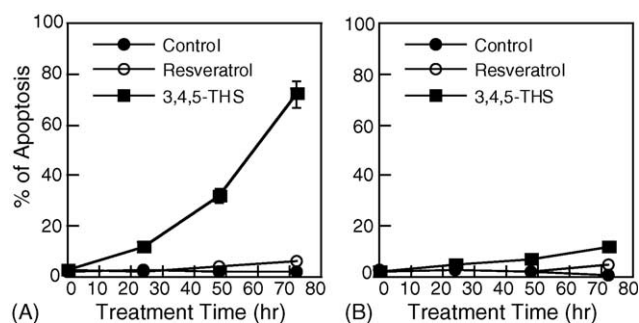 100
80
60
40
20
0
% of Apoptosis
Control
Resveratrol
3,4,5-THS
0 10 20 30 40 50 60 70 80
(A) Treatment Time (hr)
100
80
60
40
20
0
Control
Resveratrol
3,4,5-THS
0 10 20 30 40 50 60 70 80
(B) Treatment Time (hr)